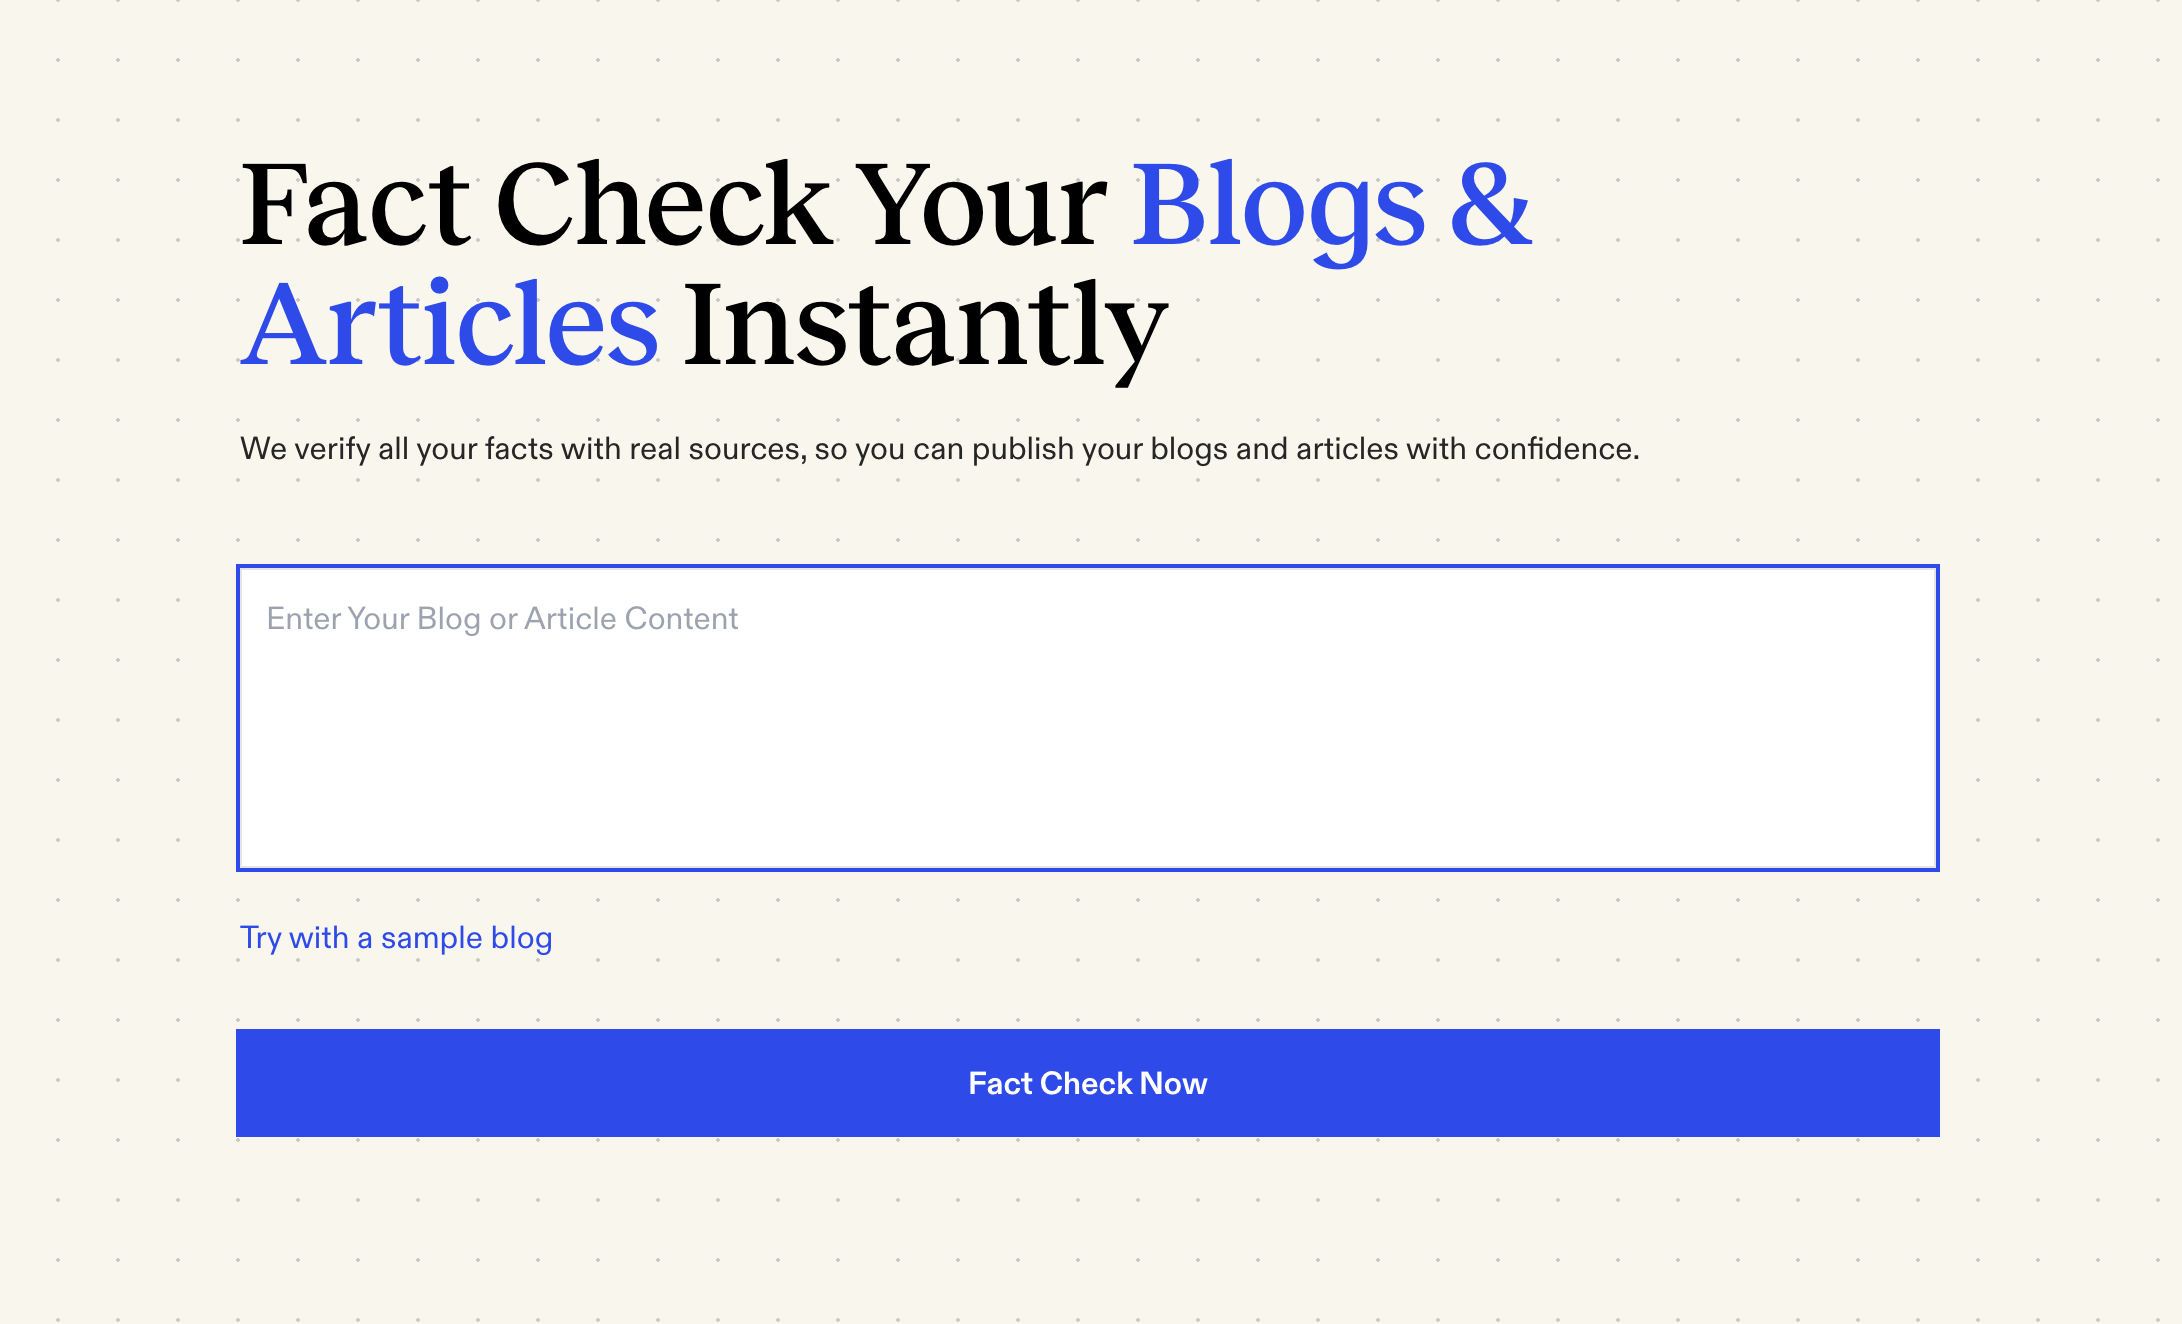 Fact Check Your Blogs &
Articles Instantly
We verify all your facts with real sources, so you can publish your blogs and articles with confidence.
Enter Your Blog or Article Content
Try with a sample blog
Fact Check Now